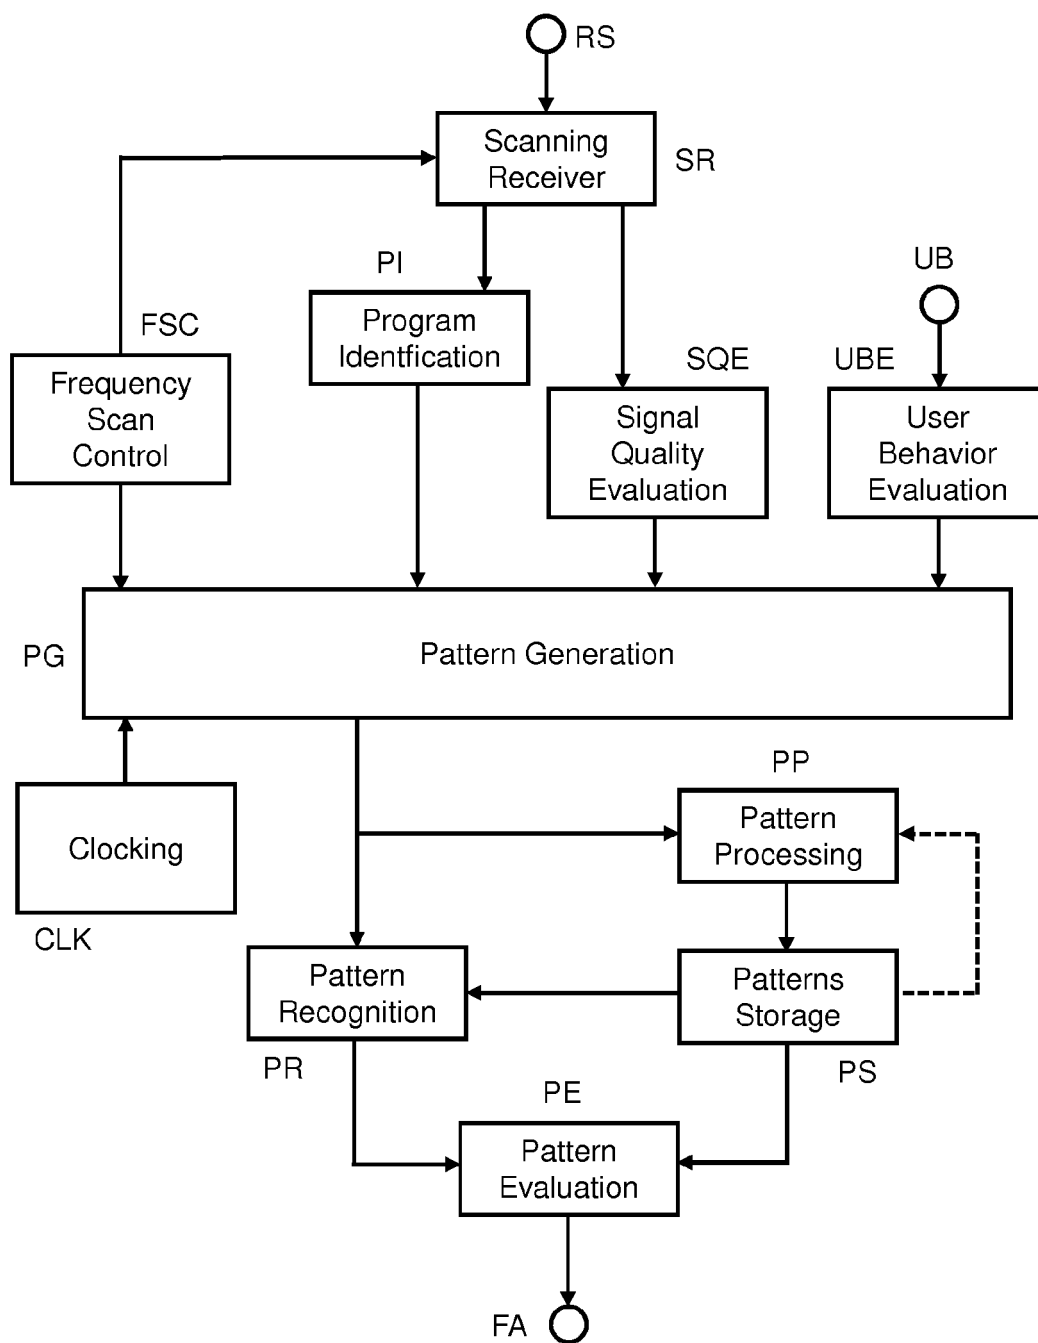 RS
Scanning
Receiver
SR
PI
Program
Identfication
UB
FSC
Frequency
Scan
Control
SQE
Signal
Quality
Evaluation
UBE
User
Behavior
Evaluation
PG
Pattern Generation
Clocking
CLK
PP
Pattern
Processing
Pattern
Recognition
PR
Patterns
Storage
PS
PE
Pattern
Evaluation
FA